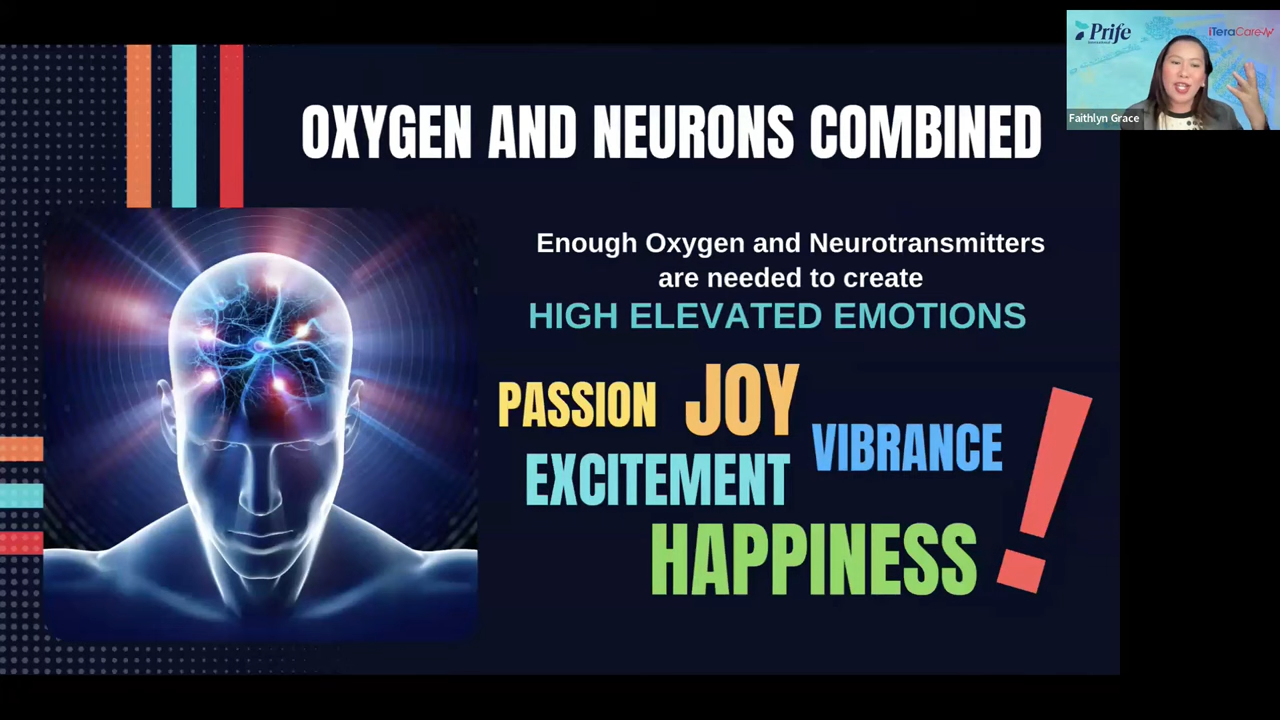 OXYGEN AND NEURONS COMBINED
Enough Oxygen and Neurotransmitters
are needed to create
HIGH ELEVATED EMOTIONS
PASSION
JOY
VIBRANCE
EXCITEMENT
HAPPINESS
!
Prife
iTeraCare
Faithlyn Grace